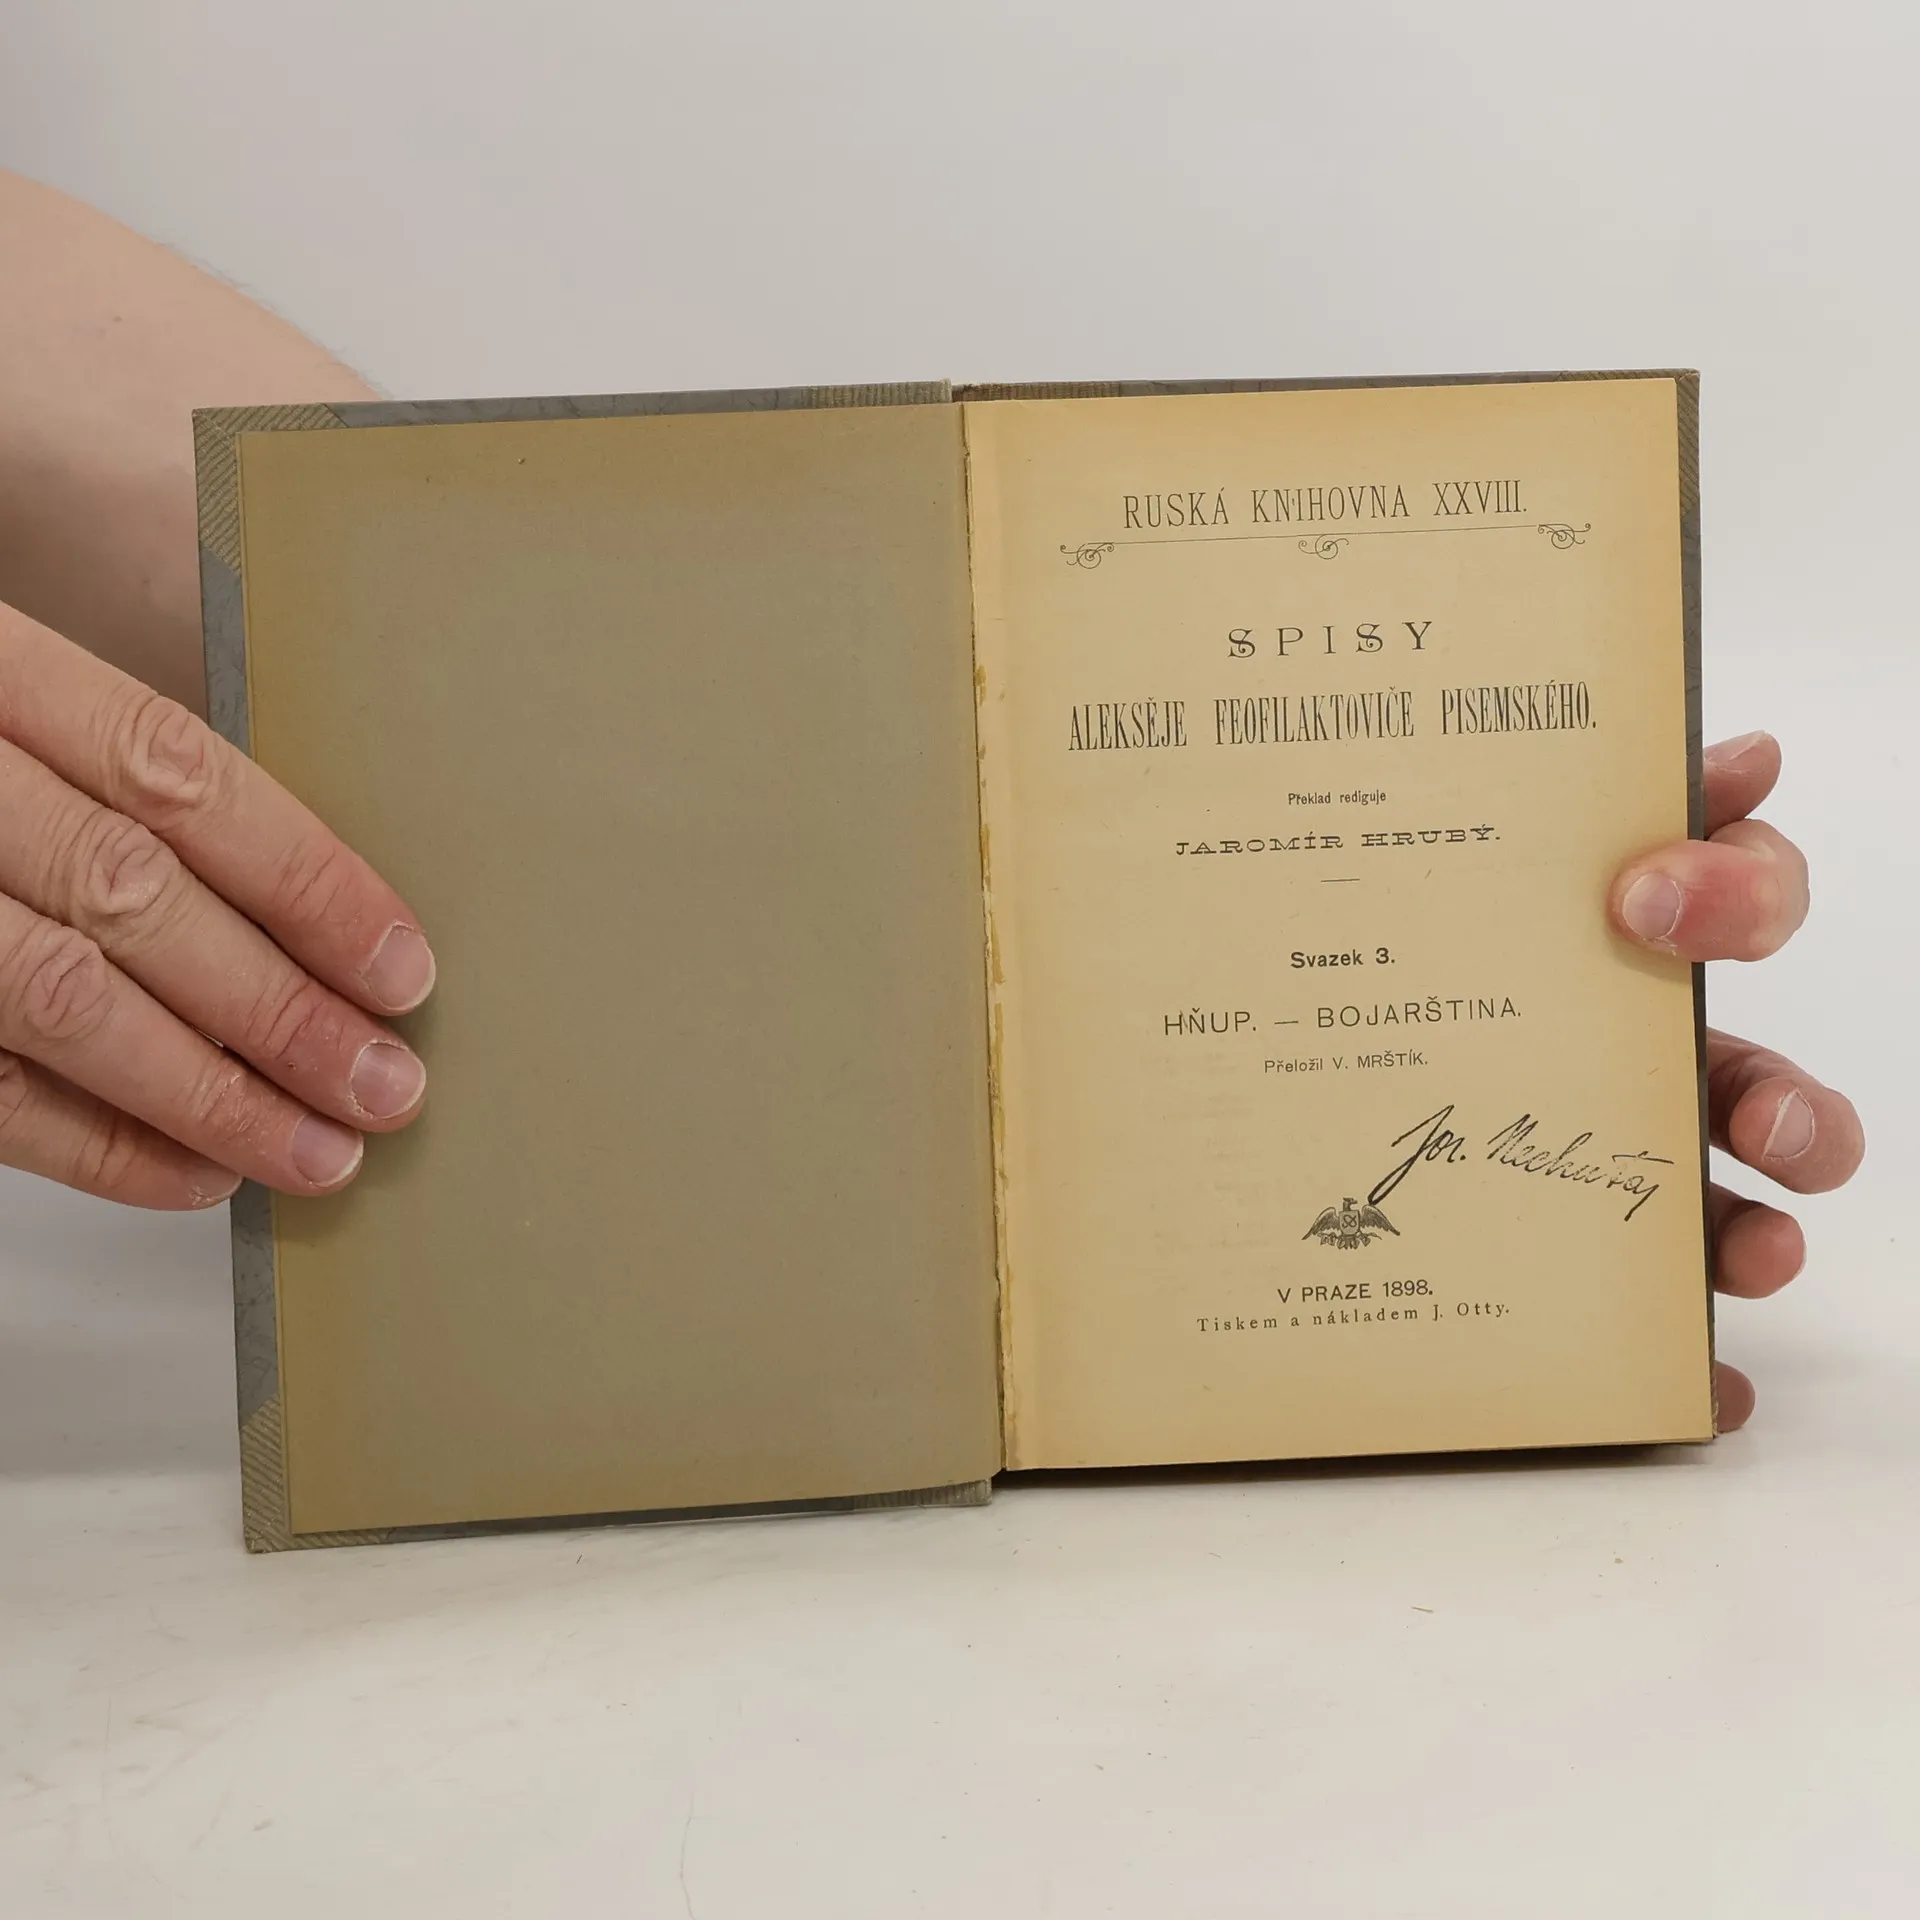 RUSKÁ KNIHOVNA XXVIII.
SPISY
ALEKSĚJE FEOFILAKTOVIČE PISEMSKÉHO.
Překlad rediguje
JAROMÍR HRUBÝ.
Svazek 3.
HŇUP. — BOJARŠTINA.
Přeložil V. MRŠTÍK.
Jos.
V PRAZE 1898.
Tiskem a nákladem J. Otty.